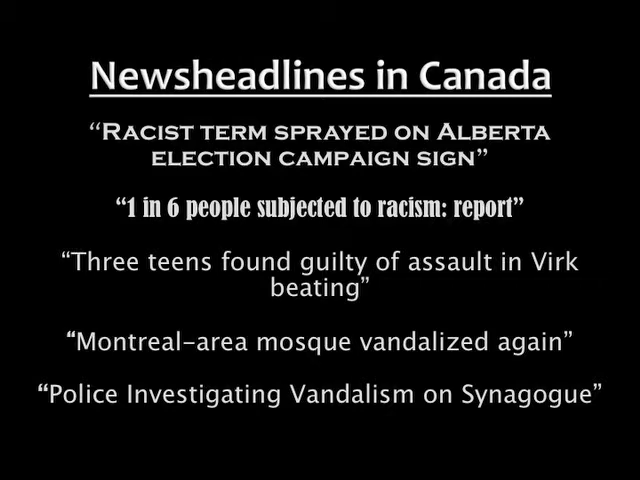 Newsheadlines in Canada
“Racist term sprayed on Alberta
election campaign sign”
“1 in 6 people subjected to racism: report”
“Three teens found guilty of assault in Virk
beating”
“Montreal-area mosque vandalized again”
“Police Investigating Vandalism on Synagogue”